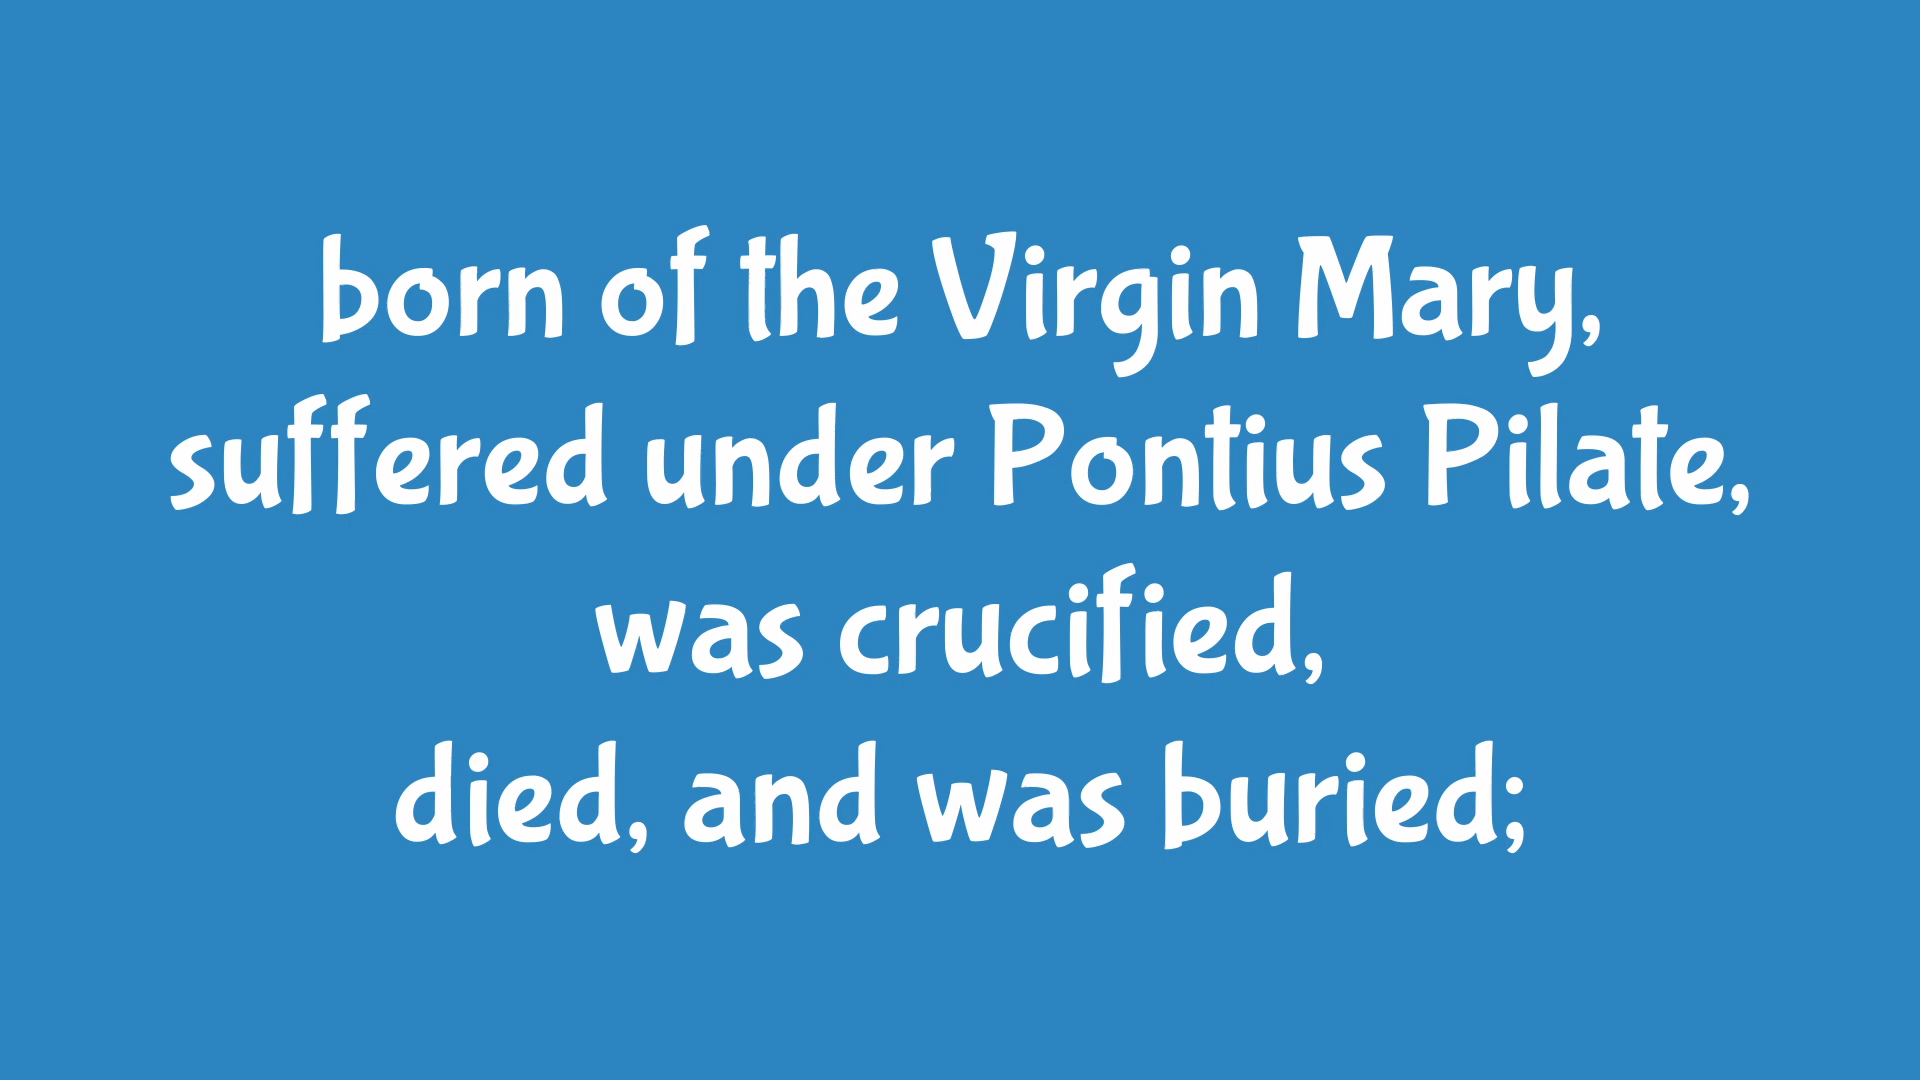 born of the Virgin Mary,
suffered under Pontius Pilate,
was crucified,
died, and was buried;